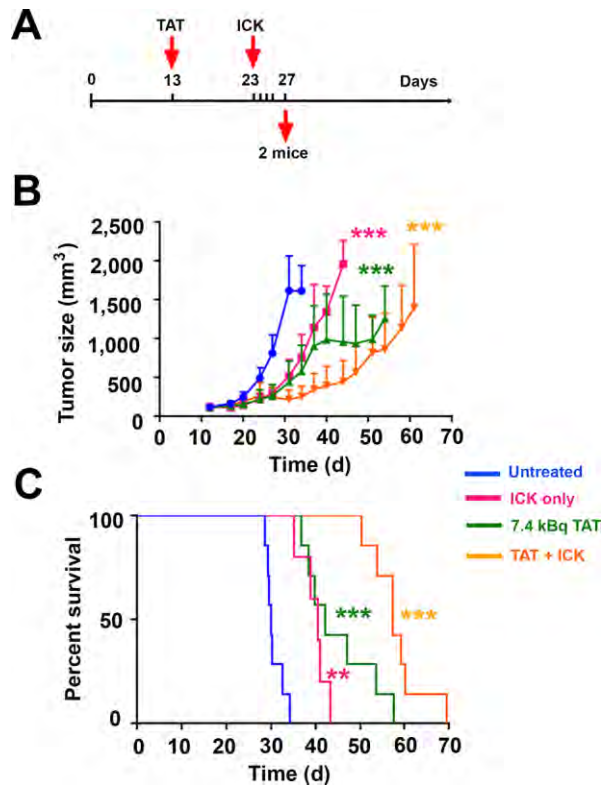 A
TAT ICK
0 13 23 27 Days
2 mice
B
2,500
2,000
1,500
1,000
500
0
Tumor size (mm³)
***
***
***
0 10 20 30 40 50 60 70
Time (d)
Untreated
ICK only
7.4 kBq TAT
TAT + ICK
C
100
50
0
Percent survival
***
***
**
0 10 20 30 40 50 60 70
Time (d)